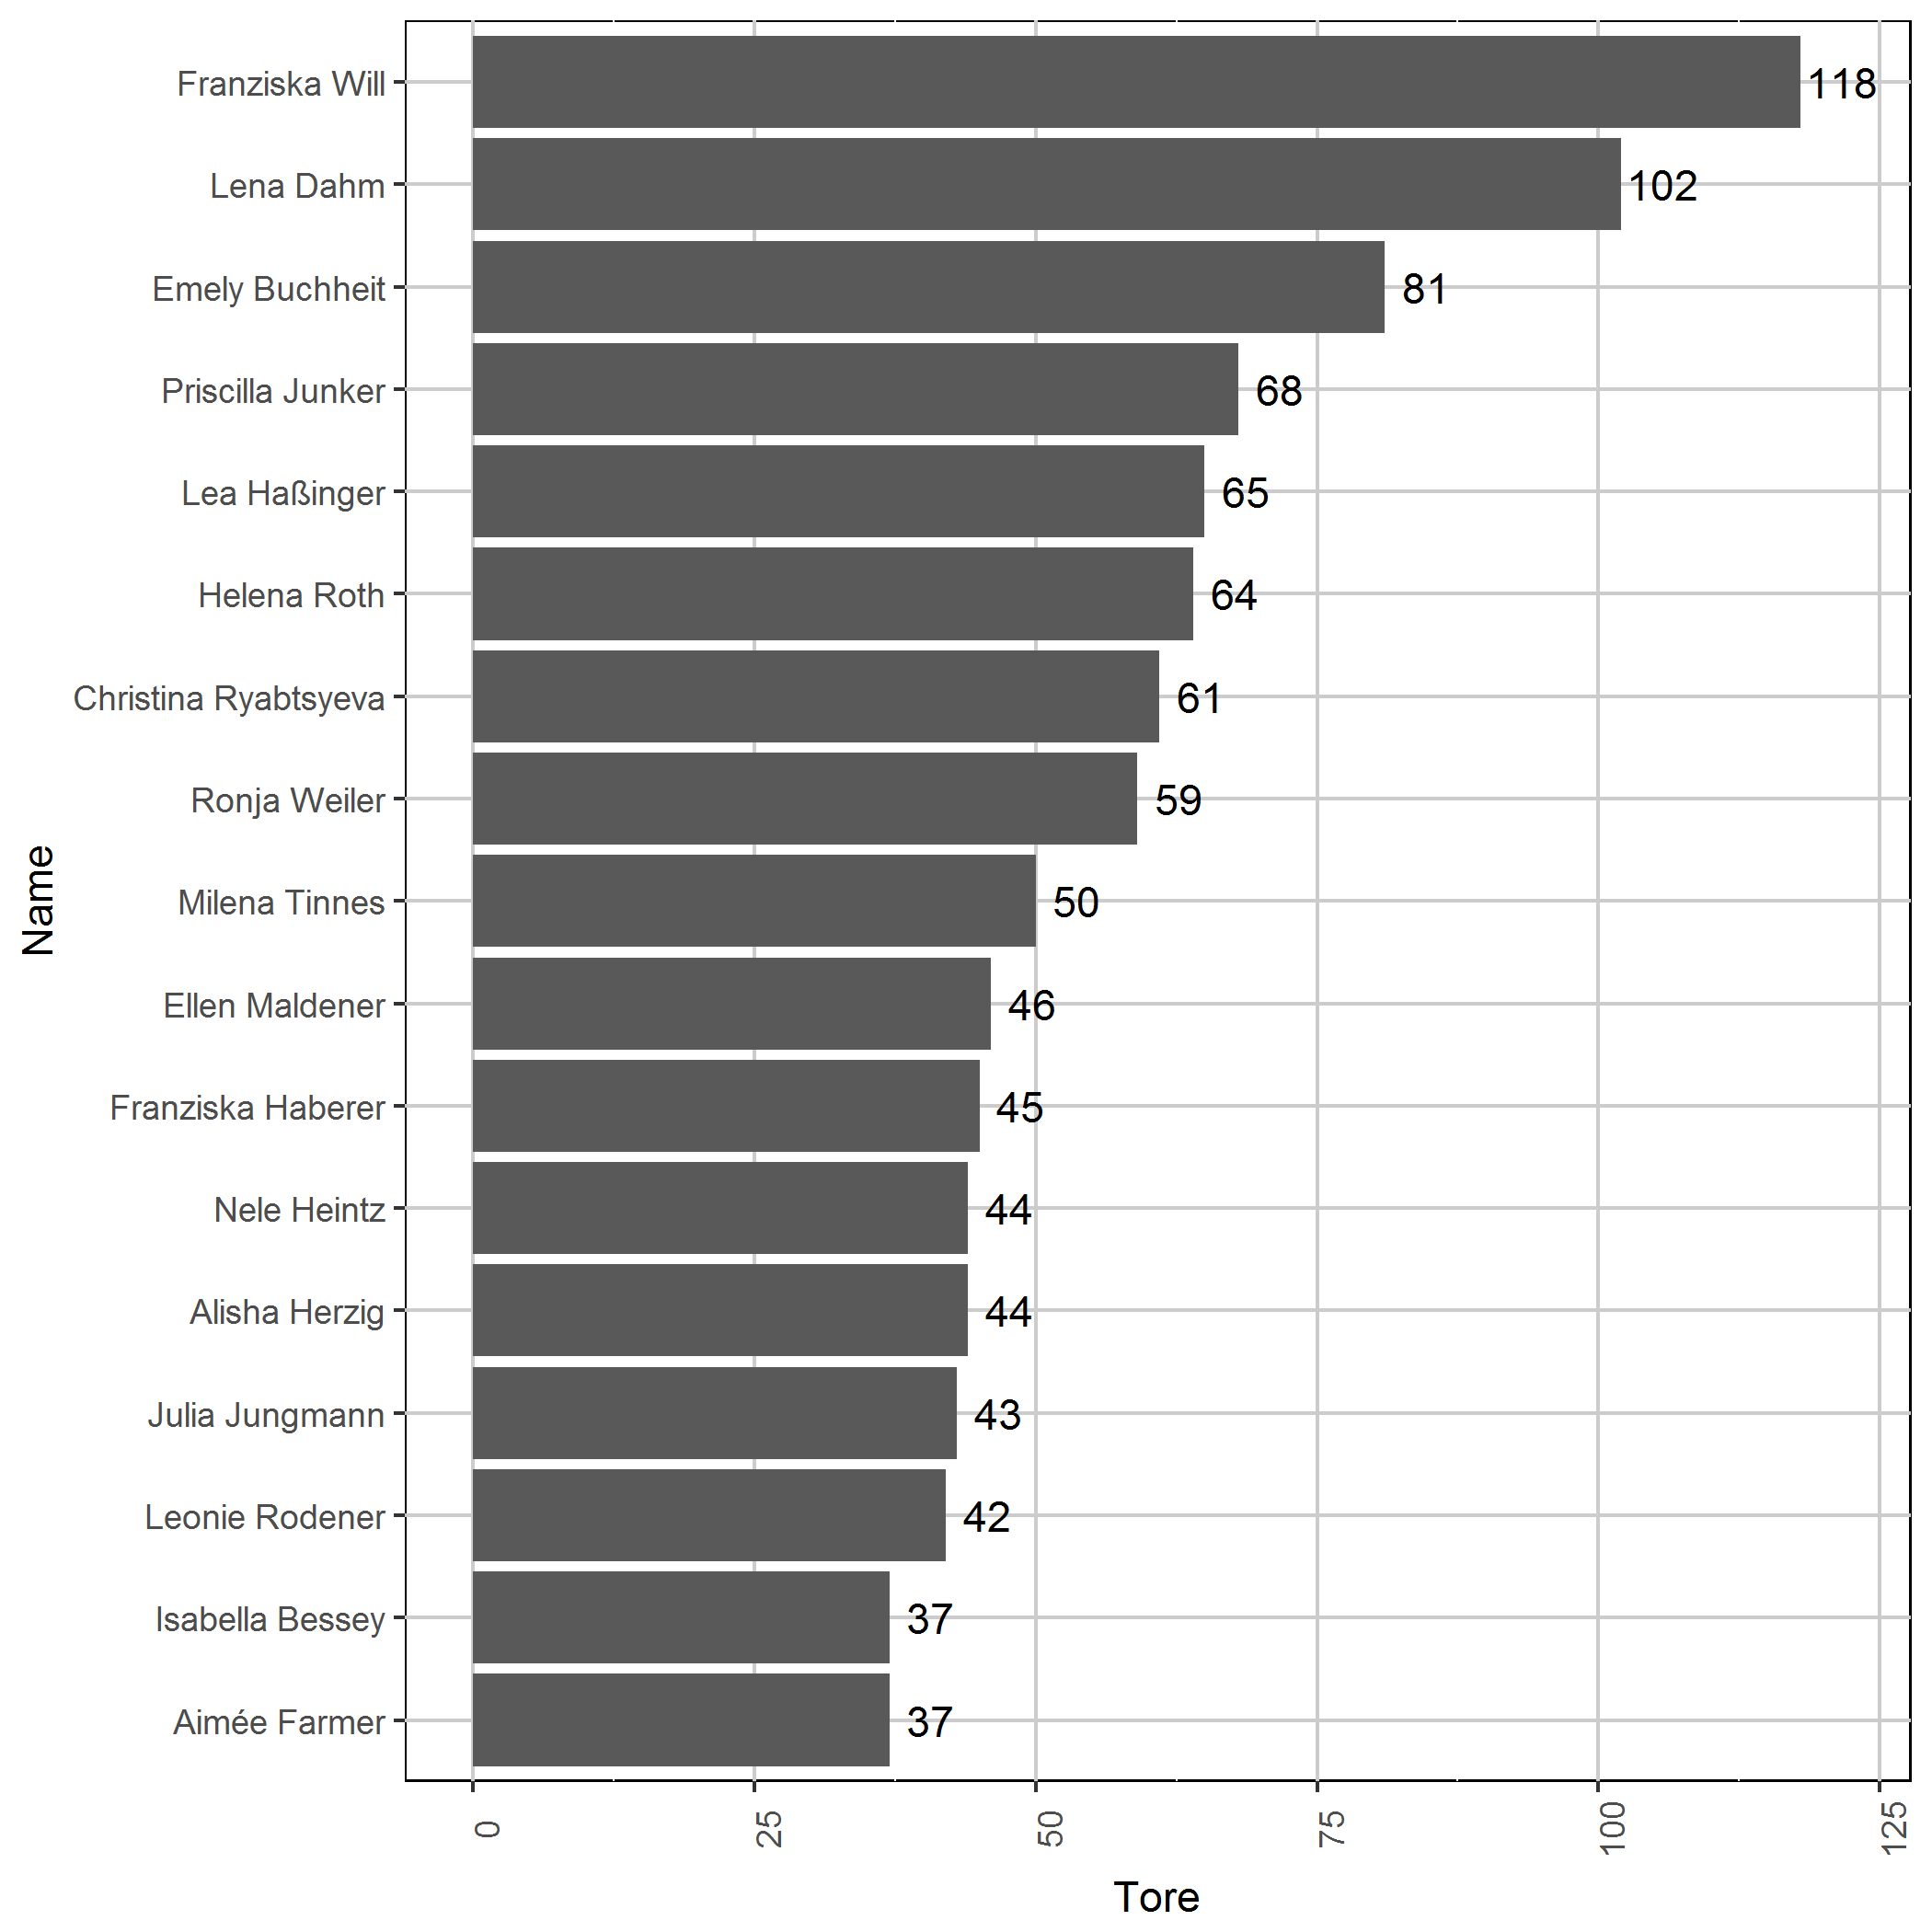 Franziska Will 118
Lena Dahm 102
Emely Buchheit 81
Priscilla Junker 68
Lea Haßinger 65
Helena Roth 64
Christina Ryabtsyeva 61
Ronja Weiler 59
Milena Tinnes 50
Ellen Maldener 46
Franziska Haberer 45
Nele Heintz 44
Alisha Herzig 44
Julia Jungmann 43
Leonie Rodener 42
Isabella Bessey 37
Aimée Farmer 37
Name
0 25 50 75 100 125
Tore